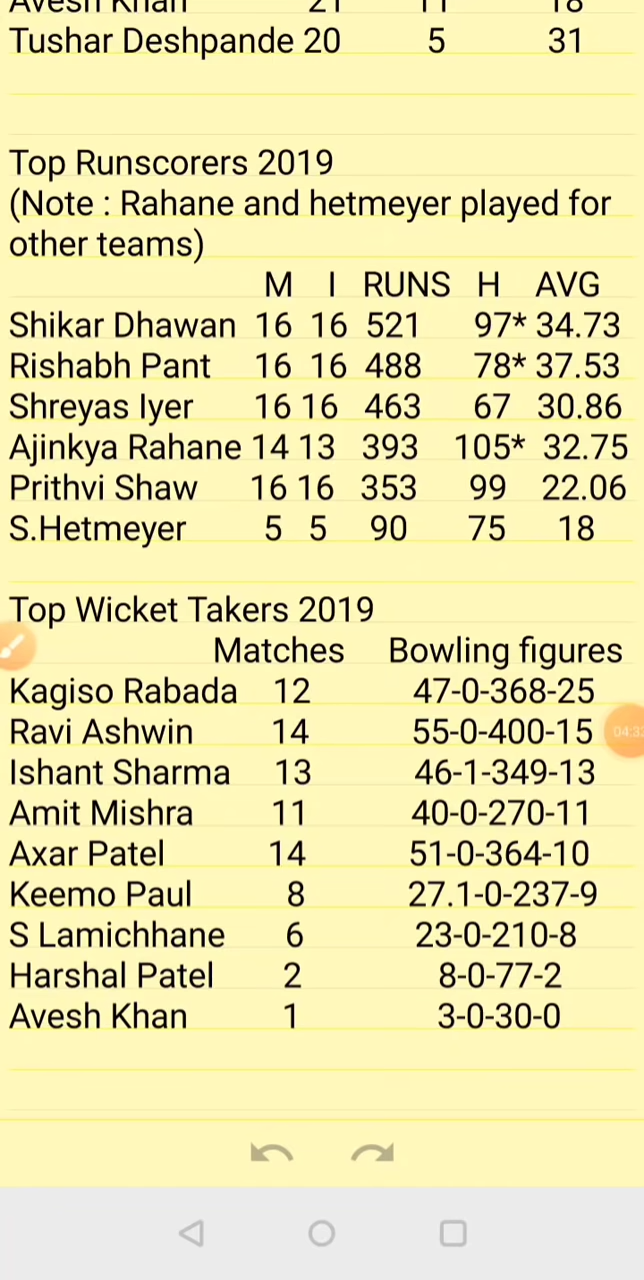 Avesh Khan 21 11 18
Tushar Deshpande 20 5 31
Top Runscorers 2019
(Note : Rahane and hetmeyer played for
other teams)
M I RUNS H AVG
Shikar Dhawan 16 16 521 97* 34.73
Rishabh Pant 16 16 488 78* 37.53
Shreyas Iyer 16 16 463 67 30.86
Ajinkya Rahane 14 13 393 105* 32.75
Prithvi Shaw 16 16 353 99 22.06
S.Hetmeyer 5 5 90 75 18
Top Wicket Takers 2019
Matches Bowling figures
Kagiso Rabada 12 47-0-368-25
Ravi Ashwin 14 55-0-400-15
Ishant Sharma 13 46-1-349-13
Amit Mishra 11 40-0-270-11
Axar Patel 14 51-0-364-10
Keemo Paul 8 27.1-0-237-9
S Lamichhane 6 23-0-210-8
Harshal Patel 2 8-0-77-2
Avesh Khan 1 3-0-30-0